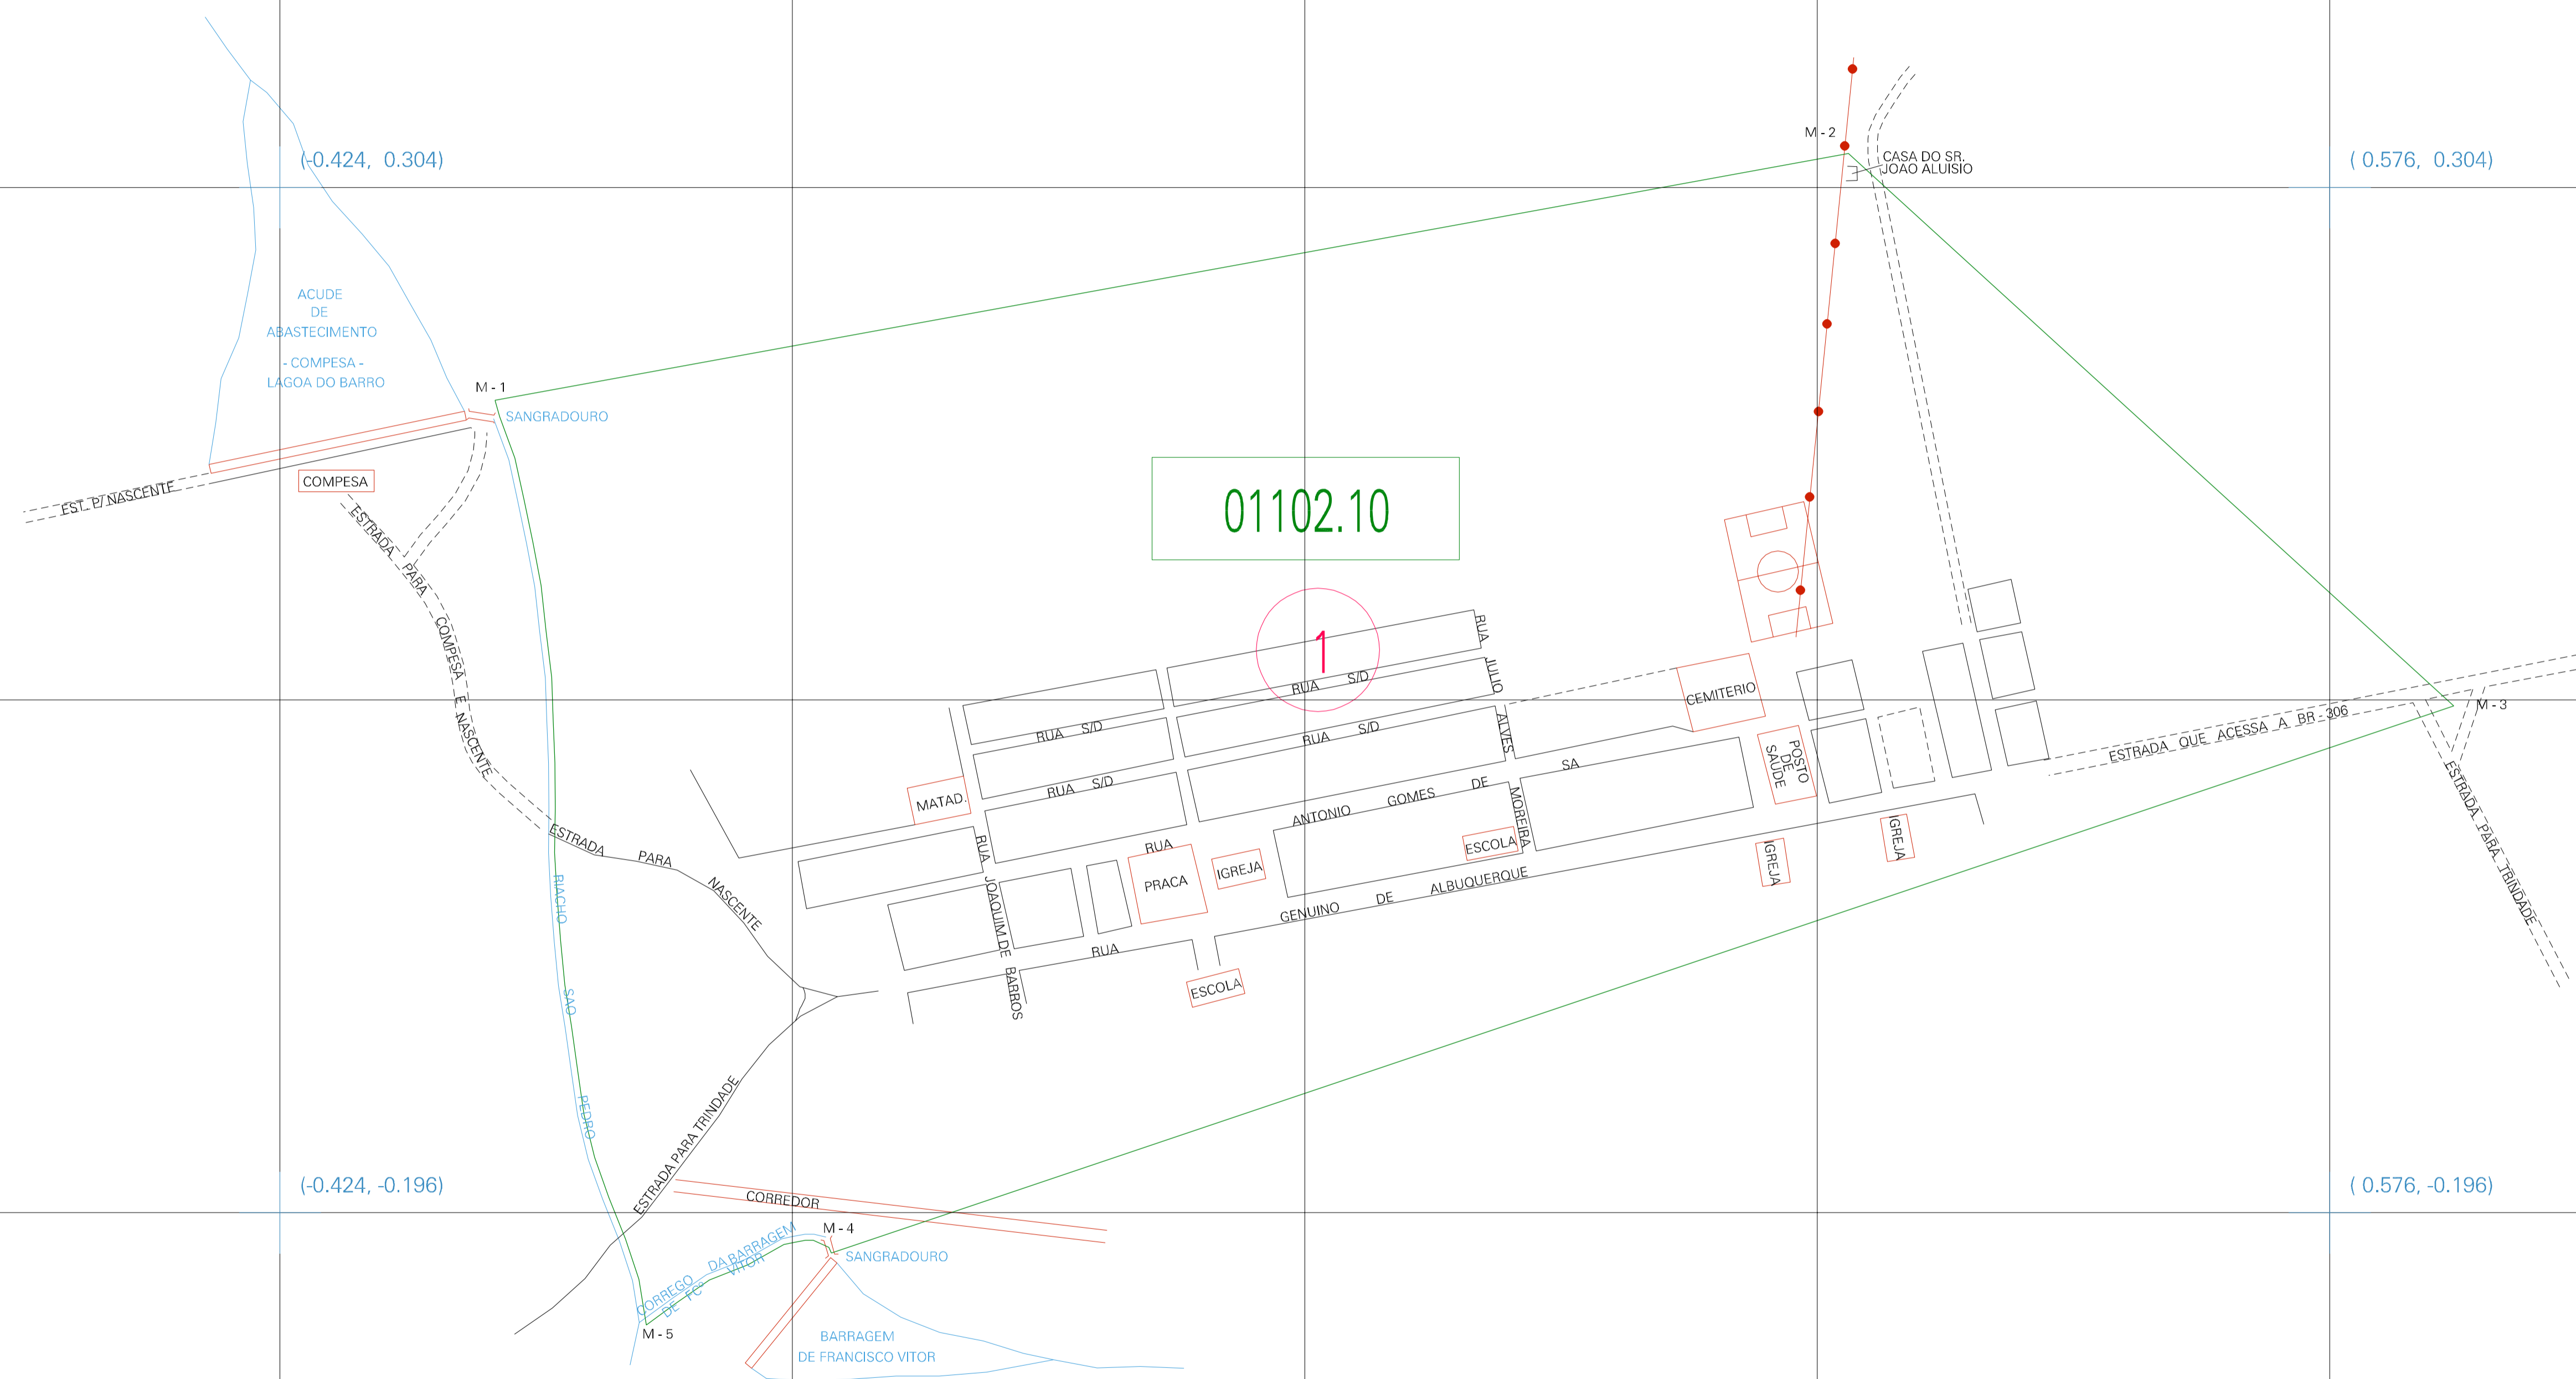 M - 2
(-0.424,  0.304)
CASA DO SR.
JOAO ALUISIO
( 0.576,  0.304)
ACUDE
DE
ABASTECIMENTO
- COMPESA -
LAGOA DO BARRO
M - 1
SANGRADOURO
COMPESA
EST. P/ NASCENTE
ESTRADA PARA COMPESA E NASCENTE
01102.10
1
RUA JULIO ALVES MOREIRA
RUA S/D
RUA S/D
RUA S/D
RUA S/D
CEMITERIO
POSTO
DE
SAUDE
M - 3
ESTRADA QUE ACESSA A BR - 306
ESTRADA PARA TRINDADE
MATAD.
RUA ANTONIO GOMES DE SA
ESCOLA
IGREJA
IGREJA
IGREJA
PRACA
RUA JOAQUIM DE BARROS
RUA GENUINO DE ALBUQUERQUE
ESCOLA
ESTRADA PARA NASCENTE
RIACHO SAO PEDRO
ESTRADA PARA TRINDADE
(-0.424, -0.196)
( 0.576, -0.196)
CORREDOR
M - 4
SANGRADOURO
CORREGO DA BARRAGEM
DE FCº VITOR
M - 5
BARRAGEM
DE FRANCISCO VITOR